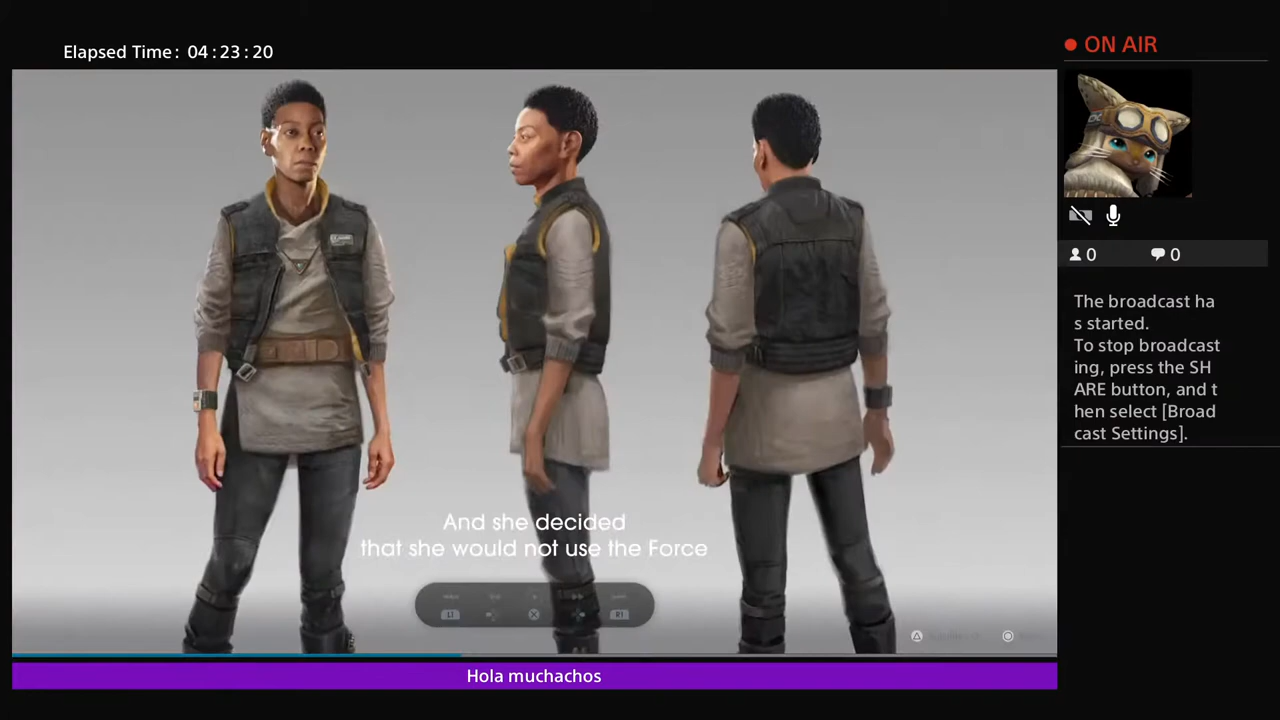 Elapsed Time: 04:23:20
ON AIR
0
0
The broadcast ha
s started.
To stop broadcast
ing, press the SH
ARE button, and t
hen select [Broad
cast Settings].
And she decided
that she would not use the Force
L1
R1
Hola muchachos